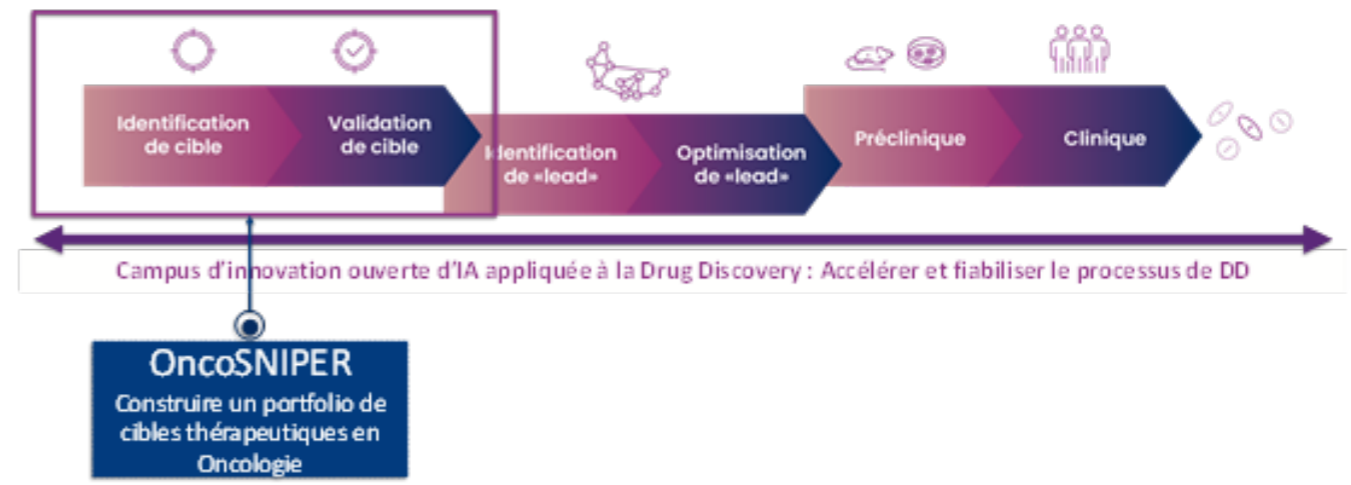 Identification
de cible
Validation
de cible
Identification
de «lead»
Optimisation
de «lead»
Préclinique
Clinique
Campus d'innovation ouverte d'IA appliquée à la Drug Discovery : Accélérer et fiabiliser le processus de DD
OncoSNIPER
Construire un portfolio de
cibles thérapeutiques en
Oncologie